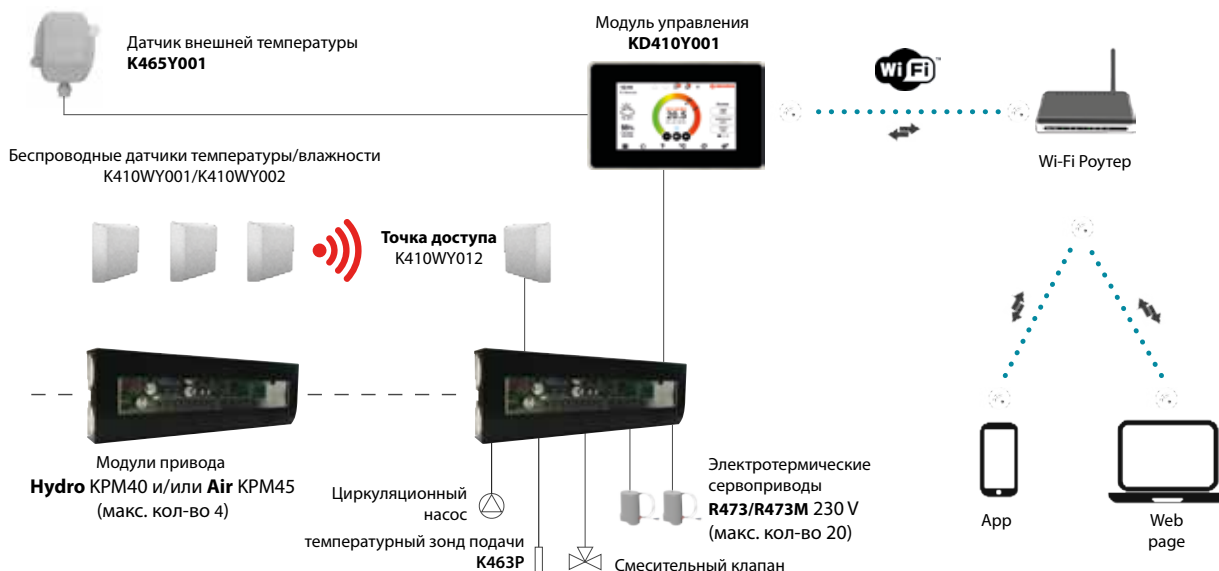 Датчик внешней температуры
K465Y001
Модуль управления
KD410Y001
Wi Fi
20.5
Wi-Fi Роутер
Беспроводные датчики температуры/влажности
K410WY001/K410WY002
Точка доступа
K410WY012
Модули привода
Hydro KPM40 и/или Air KPM45
(макс. кол-во 4)
Циркуляционный
насос
температурный зонд подачи
K463P
Смесительный клапан
Электротермические
сервоприводы
R473/R473M 230 V
(макс. кол-во 20)
App
Web
page